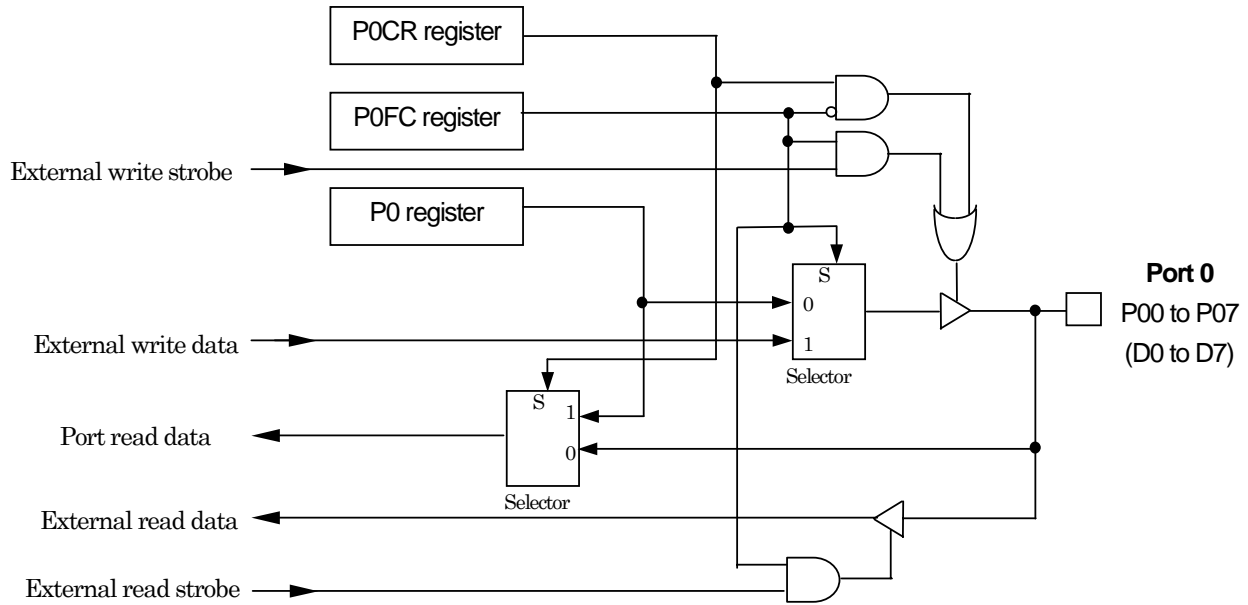 P0CR register
P0FC register
External write strobe
P0 register
S
0
1
Selector
Port 0
P00 to P07
(D0 to D7)
External write data
S
1
0
Selector
Port read data
External read data
External read strobe